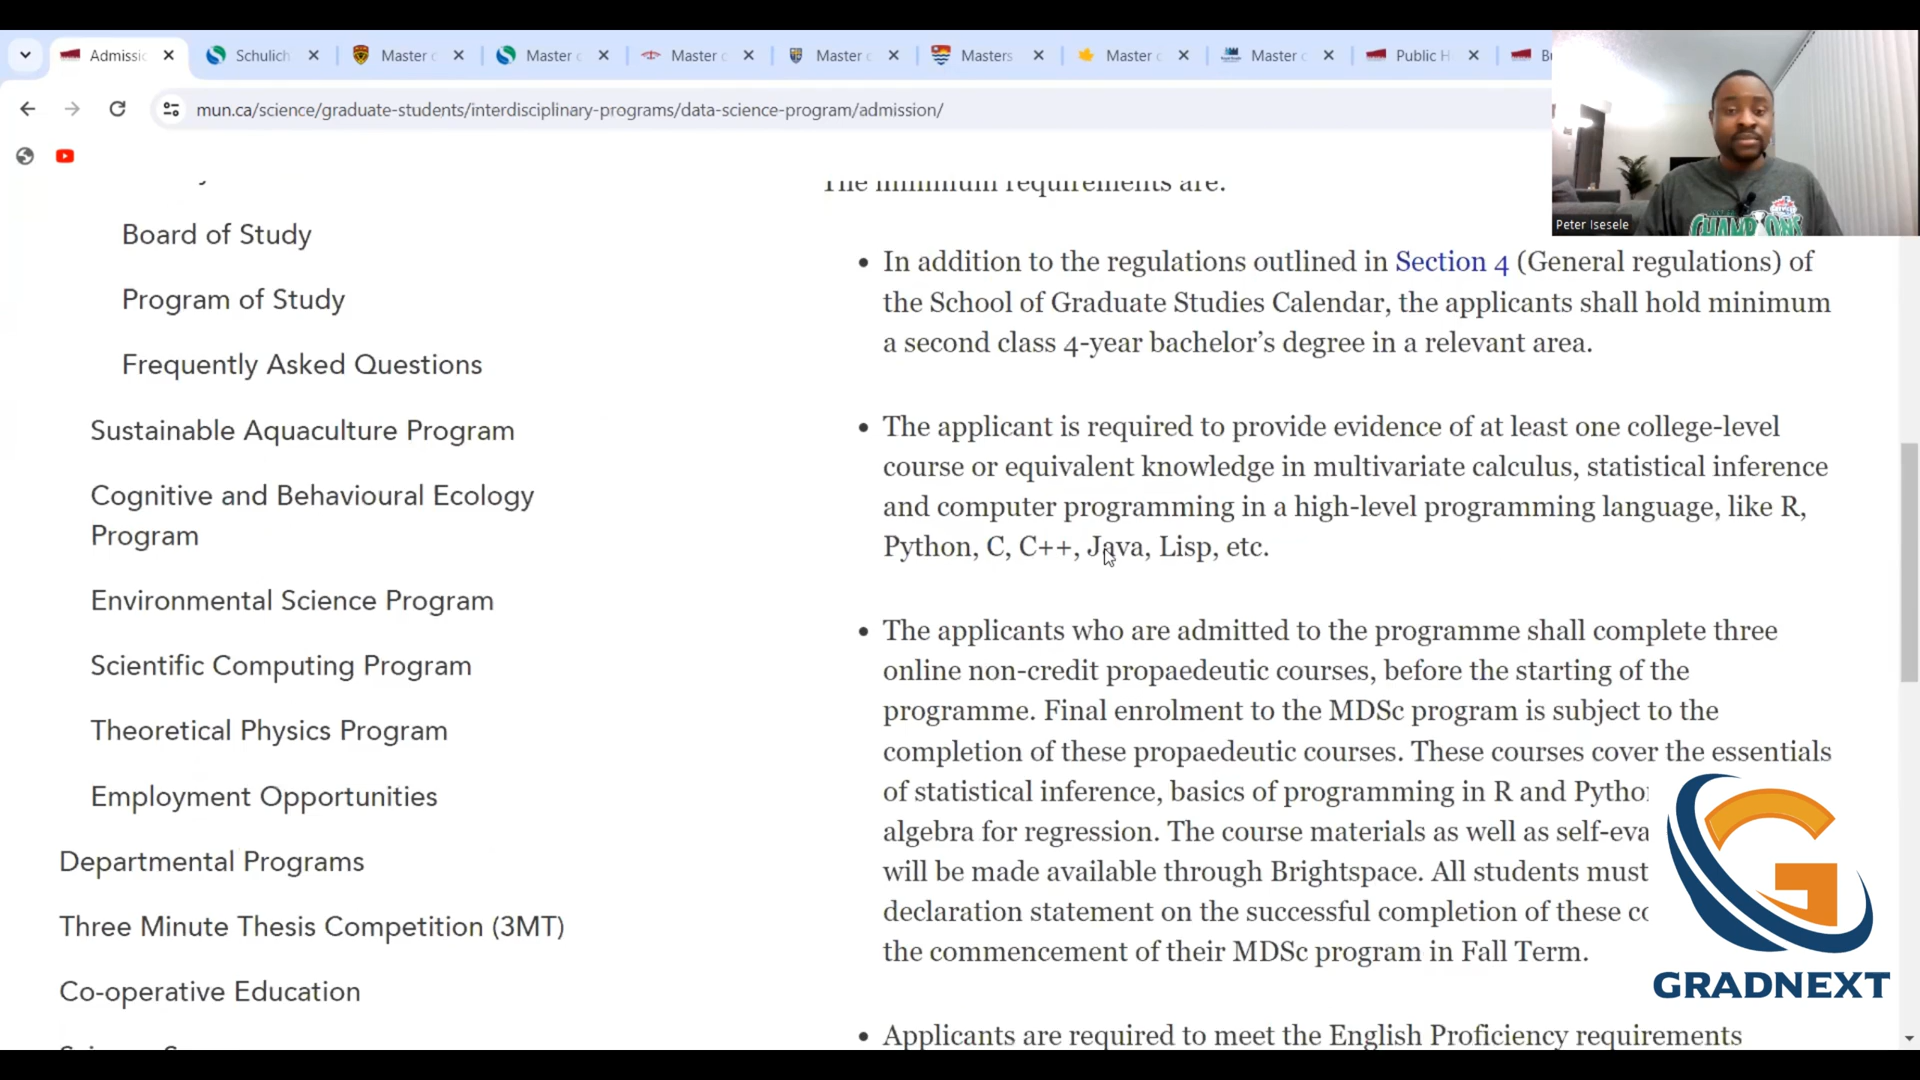 Admissi
Schulich
Master
Master
Master
Master
Masters
Master
Master
Public H
mun.ca/science/graduate-students/interdisciplinary-programs/data-science-program/admission/
Peter Isesele
Board of Study
Program of Study
Frequently Asked Questions
Sustainable Aquaculture Program
Cognitive and Behavioural Ecology
Program
Environmental Science Program
Scientific Computing Program
Theoretical Physics Program
Employment Opportunities
Departmental Programs
Three Minute Thesis Competition (3MT)
Co-operative Education
The minimum requirements are:
• In addition to the regulations outlined in Section 4 (General regulations) of
the School of Graduate Studies Calendar, the applicants shall hold minimum
a second class 4-year bachelor’s degree in a relevant area.
• The applicant is required to provide evidence of at least one college-level
course or equivalent knowledge in multivariate calculus, statistical inference
and computer programming in a high-level programming language, like R,
Python, C, C++, Java, Lisp, etc.
• The applicants who are admitted to the programme shall complete three
online non-credit propaedeutic courses, before the starting of the
programme. Final enrolment to the MDSc program is subject to the
completion of these propaedeutic courses. These courses cover the essentials
of statistical inference, basics of programming in R and Pytho
algebra for regression. The course materials as well as self-eva
will be made available through Brightspace. All students must
declaration statement on the successful completion of these co
the commencement of their MDSc program in Fall Term.
• Applicants are required to meet the English Proficiency requirements
GRADNEXT